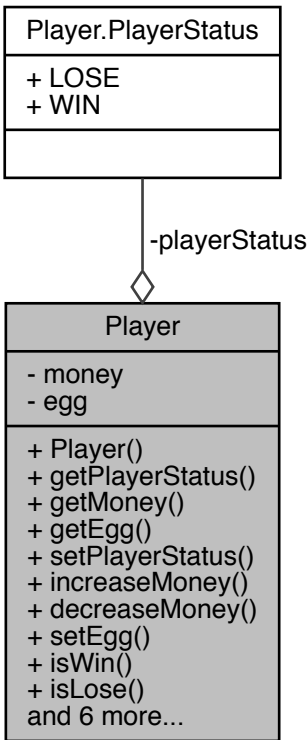 Player.PlayerStatus
+ LOSE
+ WIN
-playerStatus
Player
- money
- egg
+ Player()
+ getPlayerStatus()
+ getMoney()
+ getEgg()
+ setPlayerStatus()
+ increaseMoney()
+ decreaseMoney()
+ setEgg()
+ isWin()
+ isLose()
and 6 more...